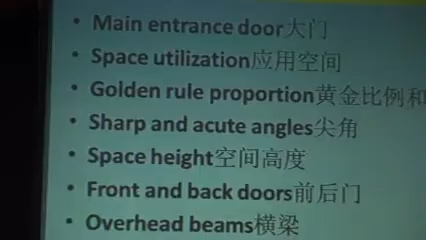 • Main entrance door大门
• Space utilization应用空间
• Golden rule proportion黄金比例和
• Sharp and acute angles尖角
• Space height空间高度
• Front and back doors前后门
• Overhead beams横梁